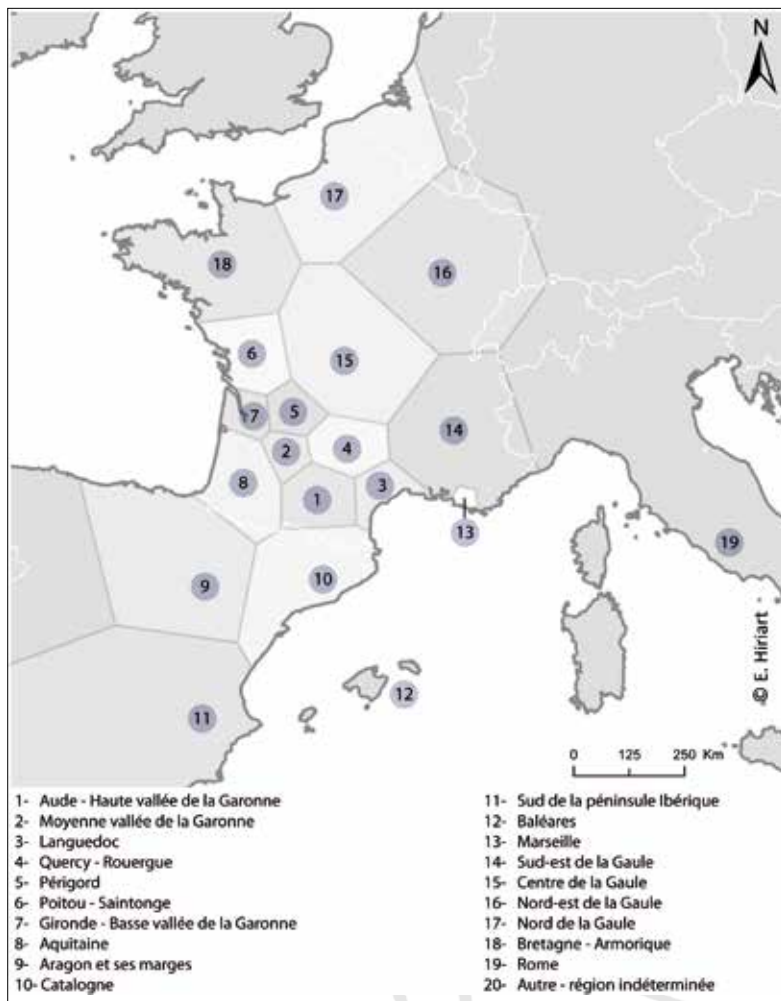 N
17
18
16
6
15
7
5
14
2
4
8
3
1
13
19
10
9
© E. Hiriart
12
11
0 125 250 Km
1- Aude - Haute vallée de la Garonne
2- Moyenne vallée de la Garonne
3- Languedoc
4- Quercy - Rouergue
5- Périgord
6- Poitou - Saintonge
7- Gironde - Basse vallée de la Garonne
8- Aquitaine
9- Aragon et ses marges
10- Catalogne
11- Sud de la péninsule Ibérique
12- Baléares
13- Marseille
14- Sud-est de la Gaule
15- Centre de la Gaule
16- Nord-est de la Gaule
17- Nord de la Gaule
18- Bretagne - Armorique
19- Rome
20- Autre - région indéterminée